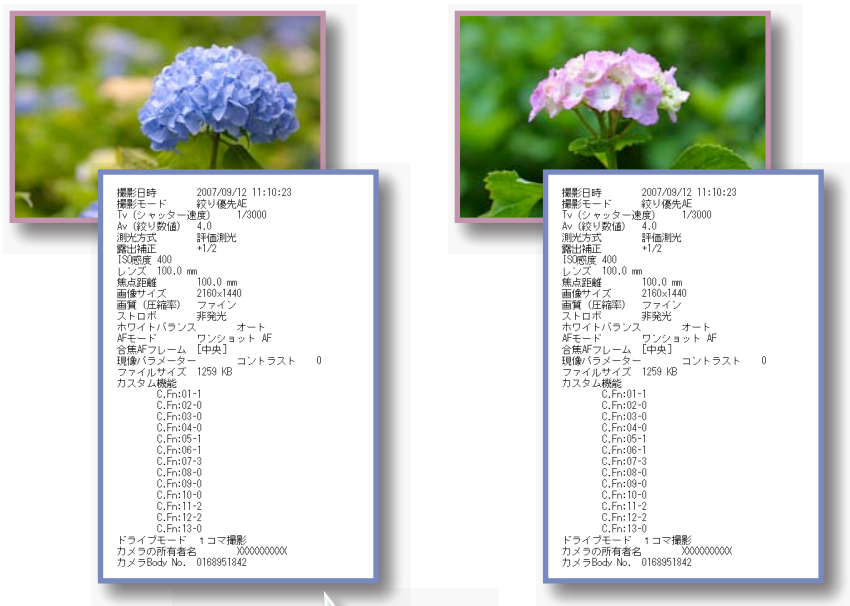 撮影日時 2007/09/12 11:10:23
撮影モード 絞り優先AE
Tv (シャッター速度) 1/3000
Av (絞り数値) 4.0
測光方式 評価測光
露出補正 +1/2
ISO感度 400
レンズ 100.0 mm
焦点距離 100.0 mm
画像サイズ 2160x1440
画質 (圧縮率) ファイン
ストロボ 非発光
ホワイトバランス オート
AFモード ワンショット AF
合焦AFフレーム [中央]
現像パラメーター コントラスト 0
ファイルサイズ 1259 KB
カスタム機能
C.Fn:01-1
C.Fn:02-0
C.Fn:03-0
C.Fn:04-0
C.Fn:05-1
C.Fn:06-1
C.Fn:07-3
C.Fn:08-0
C.Fn:09-0
C.Fn:10-0
C.Fn:11-2
C.Fn:12-2
C.Fn:13-0
ドライブモード 1コマ撮影
カメラの所有者名 XXXXXXXXXX
カメラBody No. 0168951842
撮影日時 2007/09/12 11:10:23
撮影モード 絞り優先AE
Tv (シャッター速度) 1/3000
Av (絞り数値) 4.0
測光方式 評価測光
露出補正 +1/2
ISO感度 400
レンズ 100.0 mm
焦点距離 100.0 mm
画像サイズ 2160x1440
画質 (圧縮率) ファイン
ストロボ 非発光
ホワイトバランス オート
AFモード ワンショット AF
合焦AFフレーム [中央]
現像パラメーター コントラスト 0
ファイルサイズ 1259 KB
カスタム機能
C.Fn:01-1
C.Fn:02-0
C.Fn:03-0
C.Fn:04-0
C.Fn:05-1
C.Fn:06-1
C.Fn:07-3
C.Fn:08-0
C.Fn:09-0
C.Fn:10-0
C.Fn:11-2
C.Fn:12-2
C.Fn:13-0
ドライブモード 1コマ撮影
カメラの所有者名 XXXXXXXXXX
カメラBody No. 0168951842